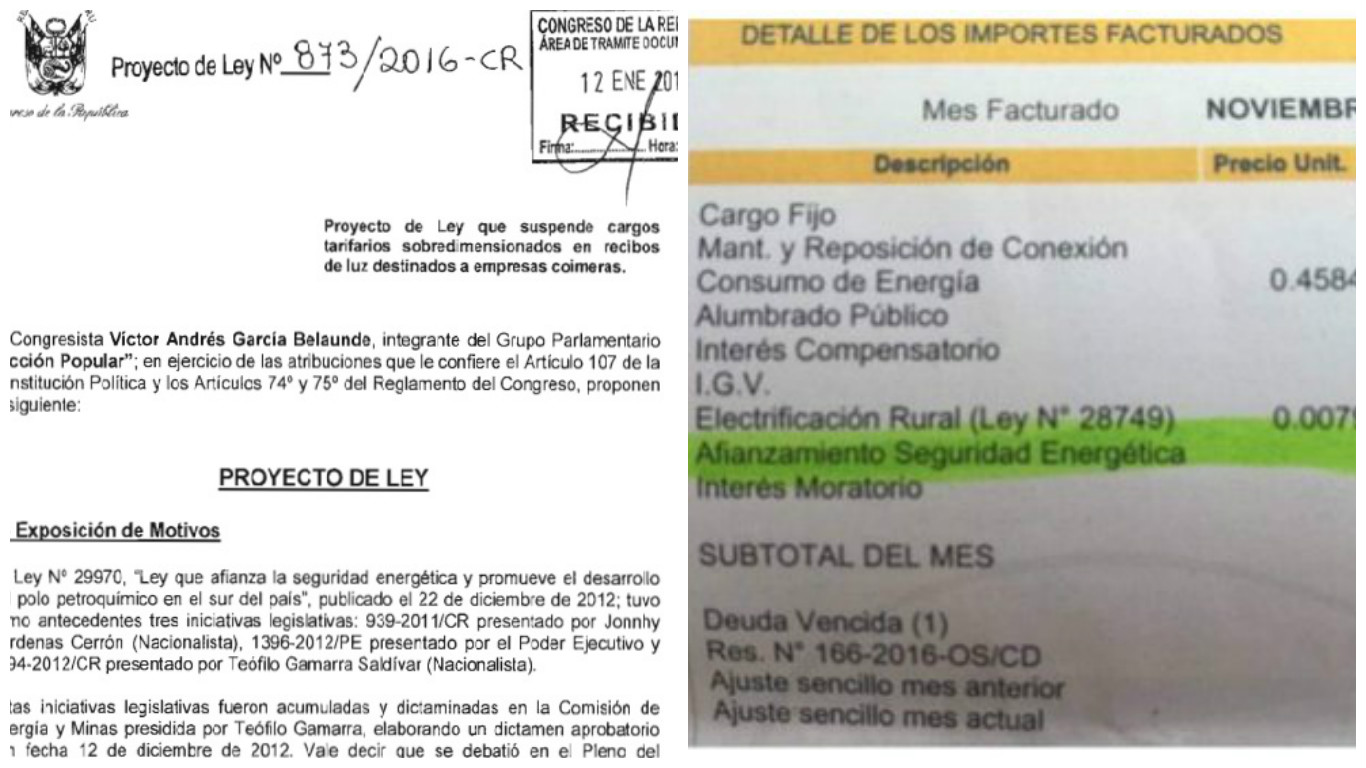 Proyecto de Ley Nº 873/2016-CR
CONGRESO DE LA RE
ÁREA DE TRAMITE DOCU
12 ENE 201
RECIBI
Firma: Hora:
eso de la República
Proyecto de Ley que suspende cargos
tarifarios sobredimensionados en recibos
de luz destinados a empresas coimeras.
Congresista Víctor Andrés García Belaunde, integrante del Grupo Parlamentario
cción Popular"; en ejercicio de las atribuciones que le confiere el Artículo 107 de la
nstitución Política y los Artículos 74º y 75º del Reglamento del Congreso, proponen
siguiente:
PROYECTO DE LEY
Exposición de Motivos
Ley Nº 29970, "Ley que afianza la seguridad energética y promueve el desarrollo
polo petroquímico en el sur del país", publicado el 22 de diciembre de 2012; tuvo
mo antecedentes tres iniciativas legislativas: 939-2011/CR presentado por Jonnhy
rdenas Cerrón (Nacionalista), 1396-2012/PE presentado por el Poder Ejecutivo y
94-2012/CR presentado por Teófilo Gamarra Saldívar (Nacionalista).
tas iniciativas legislativas fueron acumuladas y dictaminadas en la Comisión de
ergía y Minas presidida por Teófilo Gamarra, elaborando un dictamen aprobatorio
n fecha 12 de diciembre de 2012. Vale decir que se debatió en el Pleno del
DETALLE DE LOS IMPORTES FACTURADOS
Mes Facturado NOVIEMBR
Descripción Precio Unit.
Cargo Fijo
Mant. y Reposición de Conexión
Consumo de Energía 0.4584
Alumbrado Público
Interés Compensatorio
I.G.V.
Electrificación Rural (Ley N° 28749) 0.0079
Afianzamiento Seguridad Energética
Interés Moratorio
SUBTOTAL DEL MES
Deuda Vencida (1)
Res. N° 166-2016-OS/CD
Ajuste sencillo mes anterior
Ajuste sencillo mes actual